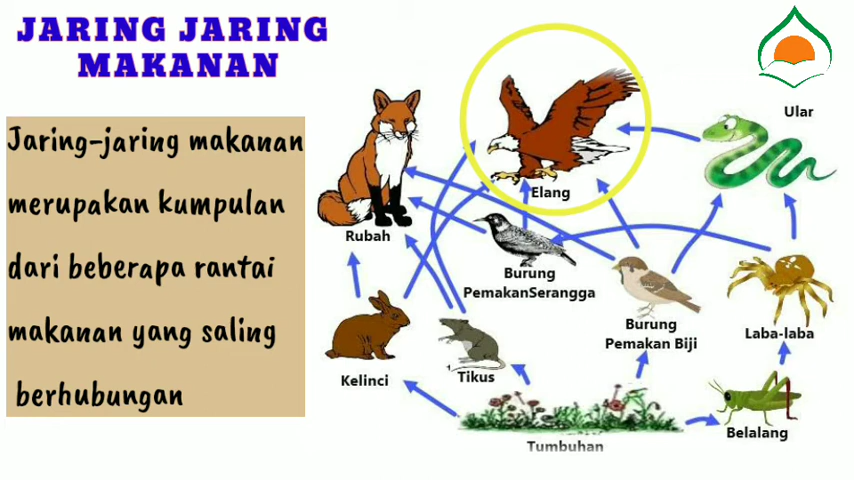 JARING JARING
MAKANAN
Jaring-jaring makanan
merupakan kumpulan
dari beberapa rantai
makanan yang saling
berhubungan
Ular
Elang
Rubah
Burung
PemakanSerangga
Burung
Pemakan Biji
Laba-laba
Kelinci
Tikus
Belalang
Tumbuhan